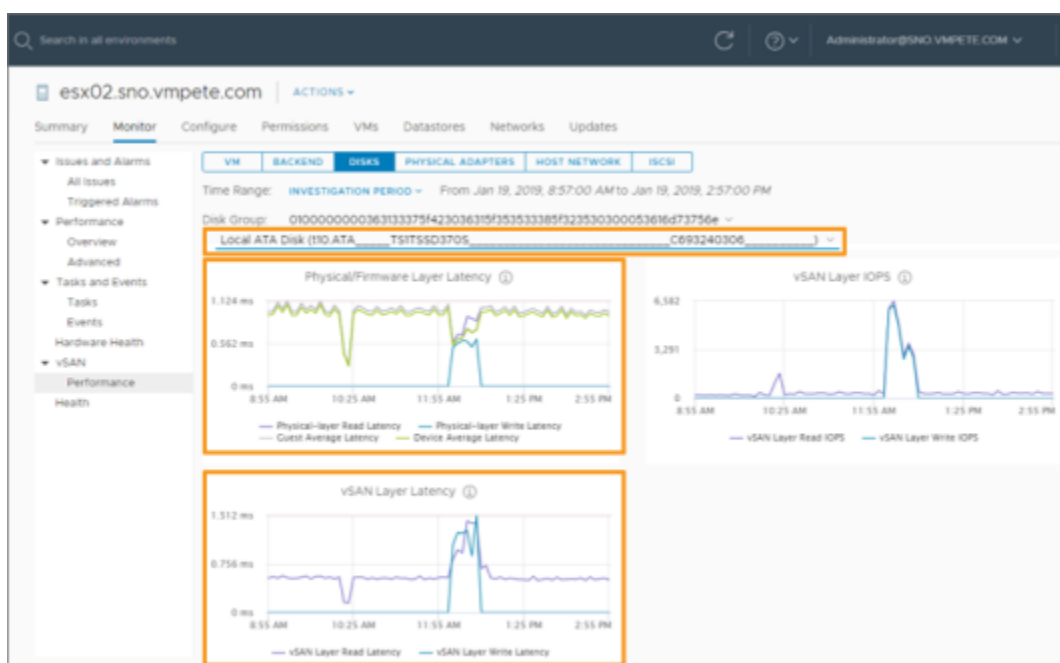 Search in all environments
Administrator@SNO.VMPETE.COM
esx02.sno.vmpete.com
ACTIONS
Summary Monitor Configure Permissions VMs Datastores Networks Updates
Issues and Alarms
All Issues
Triggered Alarms
Performance
Overview
Advanced
Tasks and Events
Tasks
Events
Hardware Health
vSAN
Performance
Health
VM BACKEND DISKS PHYSICAL ADAPTERS HOST NETWORK ISCSI
Time Range: INVESTIGATION PERIOD From Jan 19, 2019, 8:57:00 AM to Jan 19, 2019, 2:57:00 PM
Disk Group:
Local ATA Disk
Physical/Firmware Layer Latency
1.124 ms
0.562 ms
0 ms
8:55 AM 10:25 AM 11:55 AM 1:25 PM 2:55 PM
Physical-layer Read Latency Physical-layer Write Latency
Guest Average Latency Device Average Latency
vSAN Layer IOPS
6,582
3,291
0
8:55 AM 10:25 AM 11:55 AM 1:25 PM 2:55 PM
vSAN Layer Read IOPS vSAN Layer Write IOPS
vSAN Layer Latency
1.512 ms
0.756 ms
0 ms
8:55 AM 10:25 AM 11:55 AM 1:25 PM 2:55 PM
vSAN Layer Read Latency vSAN Layer Write Latency